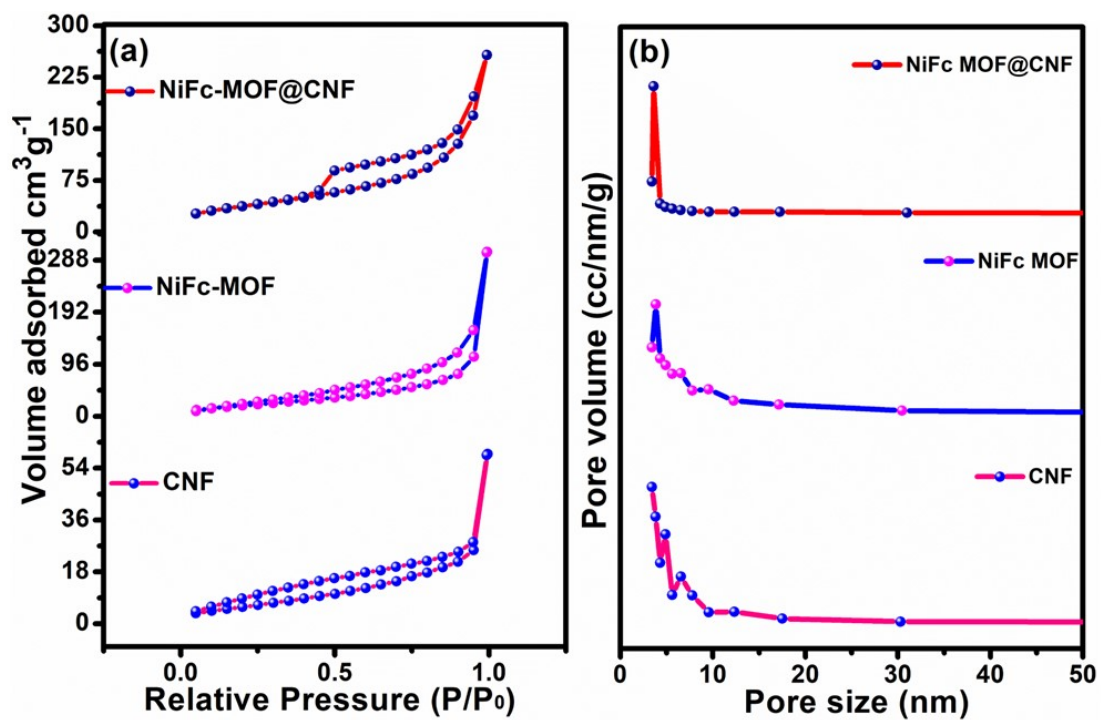 (a)
300
225
150
75
0
288
192
96
0
54
36
18
0
Volume adsorbed cm³g⁻¹
NiFc-MOF@CNF
NiFc-MOF
CNF
0.0 0.5 1.0
Relative Pressure (P/P₀)
(b)
NiFc MOF@CNF
NiFc MOF
CNF
Pore volume (cc/nm/g)
0 10 20 30 40 50
Pore size (nm)